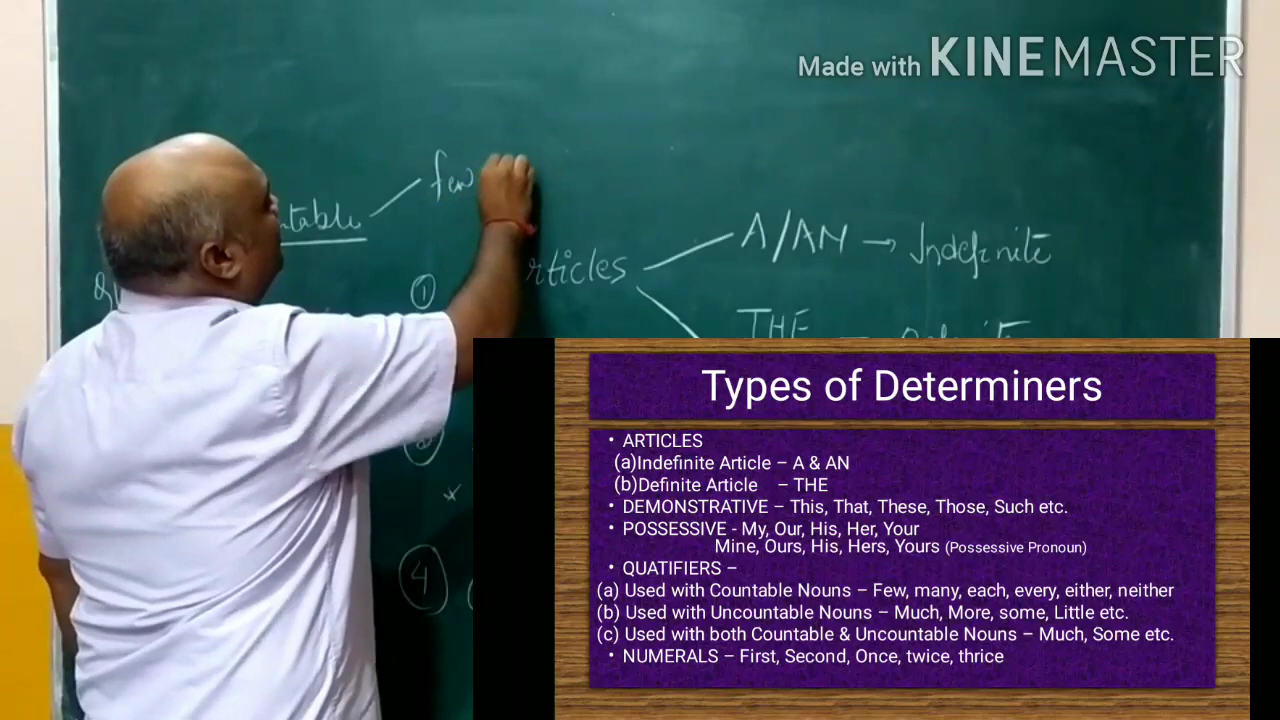 Made with KINEMASTER
few
ntable
A/AN → Indefinite
rticles
①
THE
Types of Determiners
• ARTICLES
(a)Indefinite Article – A & AN
(b)Definite Article – THE
• DEMONSTRATIVE – This, That, These, Those, Such etc.
• POSSESSIVE - My, Our, His, Her, Your
Mine, Ours, His, Hers, Yours (Possessive Pronoun)
• QUATIFIERS –
(a) Used with Countable Nouns – Few, many, each, every, either, neither
(b) Used with Uncountable Nouns – Much, More, some, Little etc.
(c) Used with both Countable & Uncountable Nouns – Much, Some etc.
④
• NUMERALS – First, Second, Once, twice, thrice